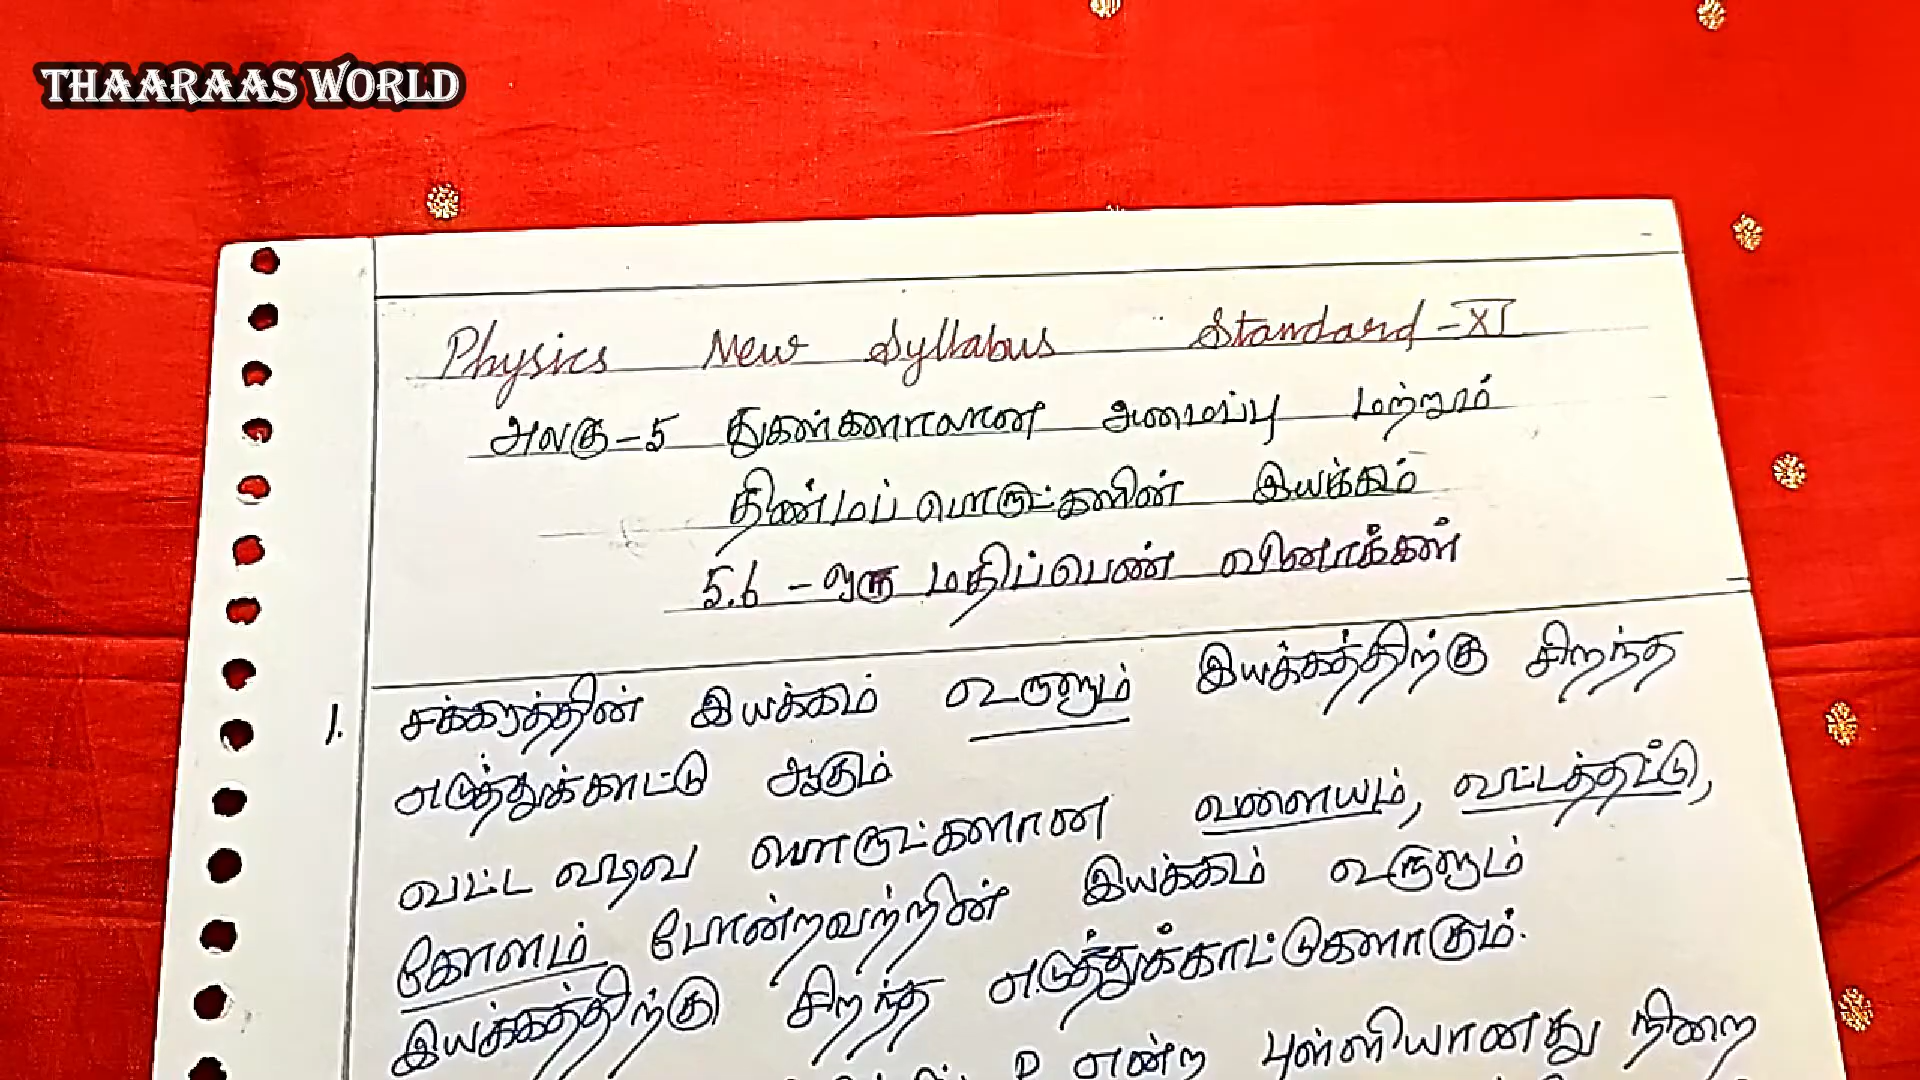 THAARAAS WORLD
Physics New Syllabus Standard-XI
அலகு-5 துகள்களாலான அமைப்பு மற்றும்
திண்மப் பொருட்களின் இயக்கம்
5.6 - ஒரு மதிப்பெண் வினாக்கள்
1. சக்கரத்தின் இயக்கம் உருளும் இயக்கத்திற்கு சிறந்த
எடுத்துக்காட்டு ஆகும்
வட்ட வடிவ பொருட்களான வளையம், வட்டத்தட்டு,
கோளம் போன்றவற்றின் இயக்கம் உருளும்
இயக்கத்திற்கு சிறந்த எடுத்துக்காட்டுகளாகும்.
P என்ற புள்ளியானது நிறை